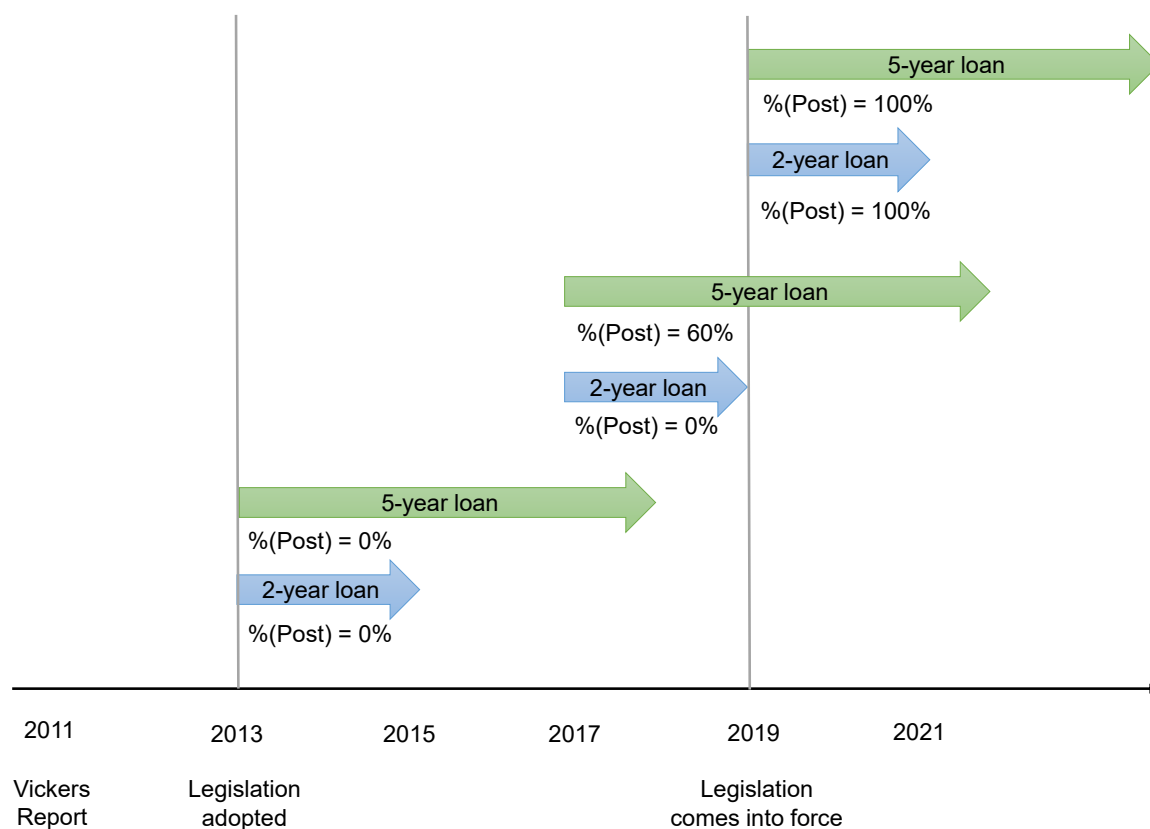 5-year loan
%(Post) = 100%
2-year loan
%(Post) = 100%
5-year loan
%(Post) = 60%
2-year loan
%(Post) = 0%
5-year loan
%(Post) = 0%
2-year loan
%(Post) = 0%
2011 2013 2015 2017 2019 2021
Vickers
Report
Legislation
adopted
Legislation
comes into force